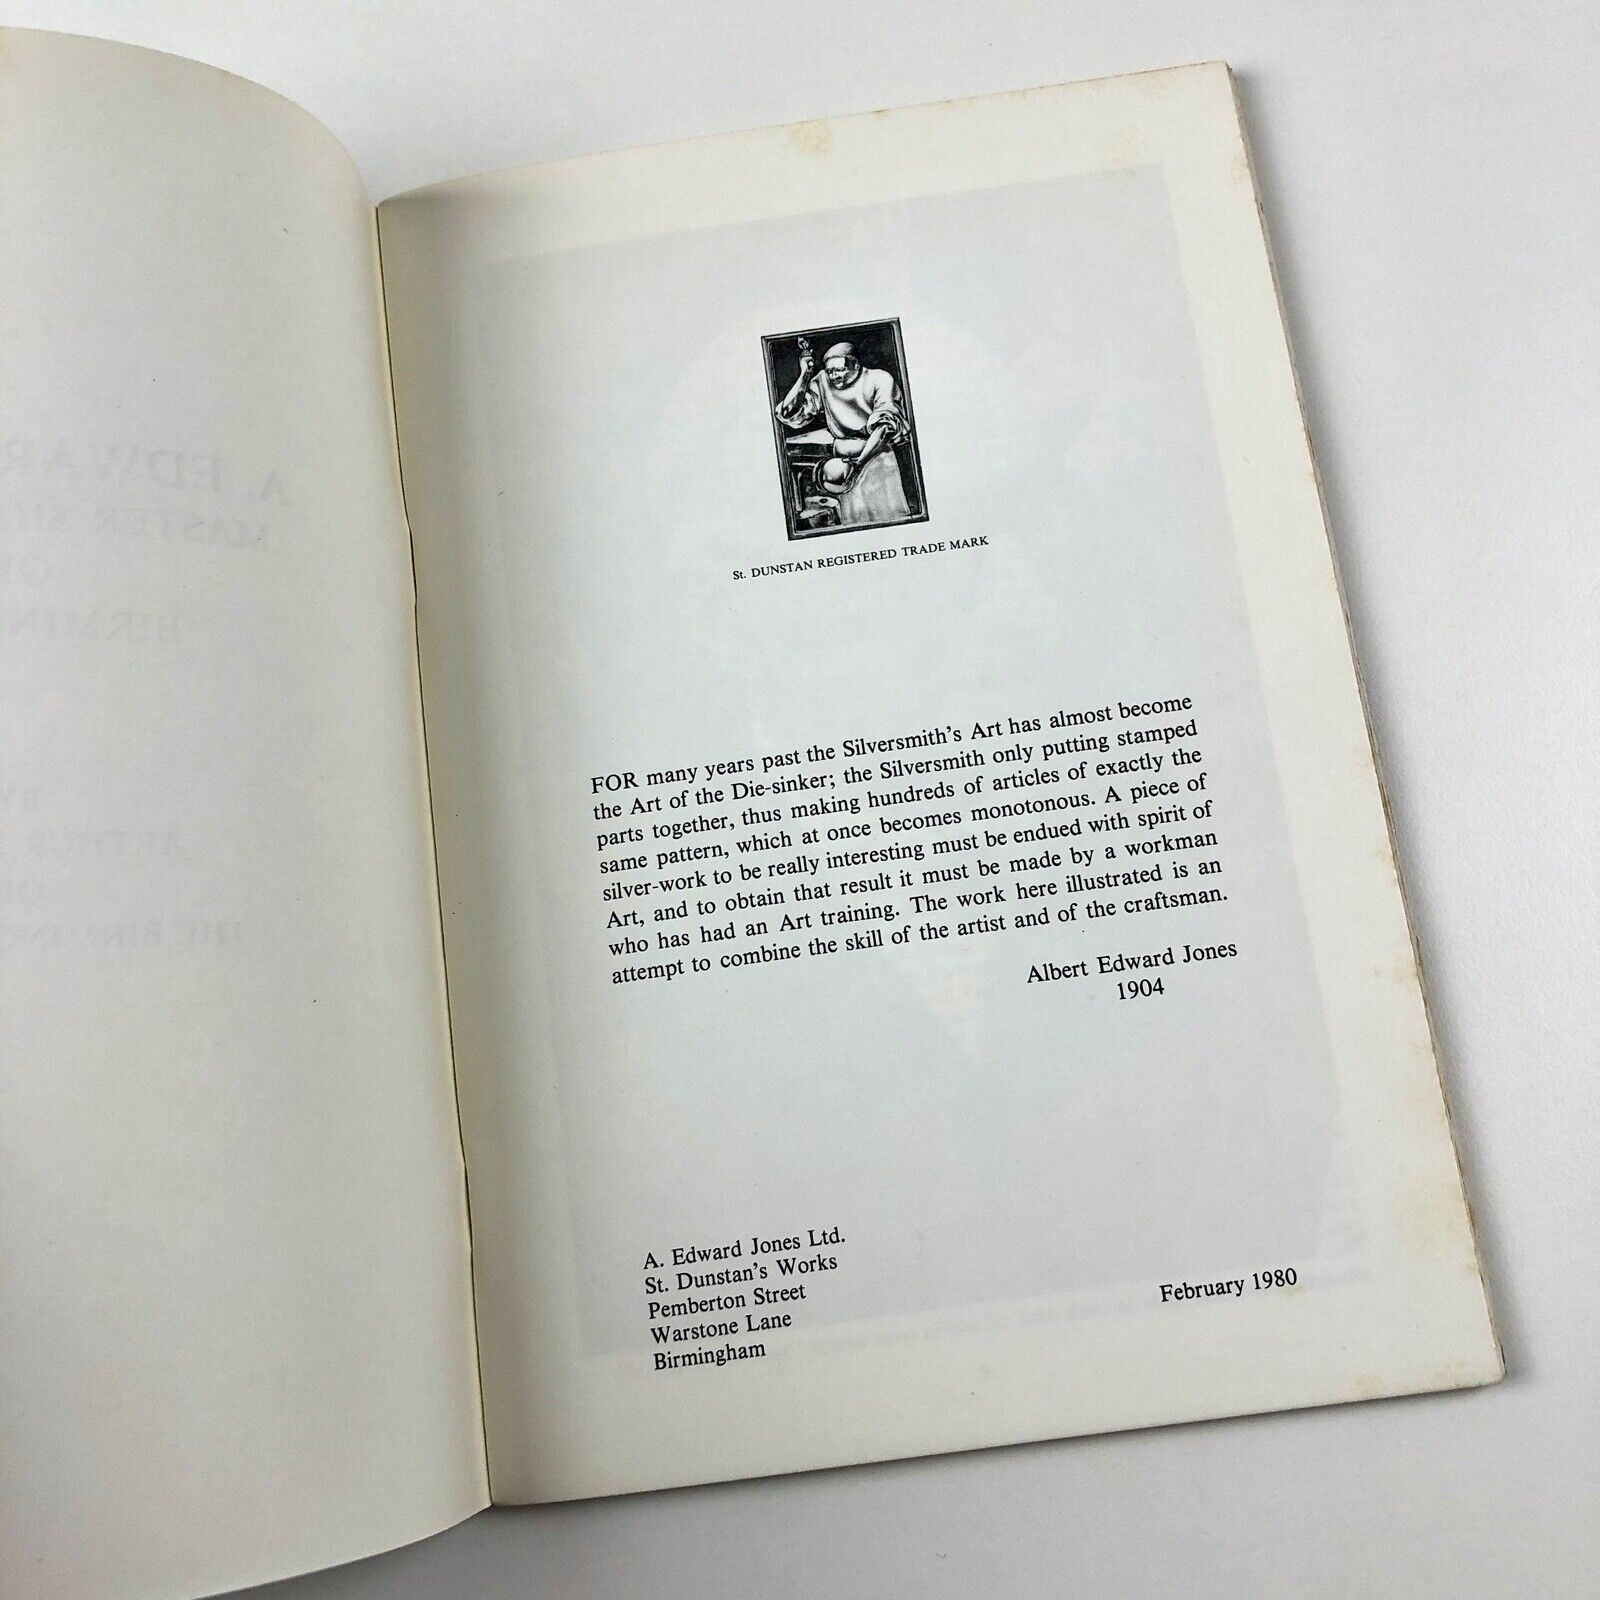 St. DUNSTAN REGISTERED TRADE MARK
FOR many years past the Silversmith's Art has almost become
the Art of the Die-sinker; the Silversmith only putting stamped
parts together, thus making hundreds of articles of exactly the
same pattern, which at once becomes monotonous. A piece of
silver-work to be really interesting must be endued with spirit of
Art, and to obtain that result it must be made by a workman
who has had an Art training. The work here illustrated is an
attempt to combine the skill of the artist and of the craftsman.
Albert Edward Jones
1904
A. Edward Jones Ltd.
St. Dunstan's Works
Pemberton Street
Warstone Lane
Birmingham
February 1980